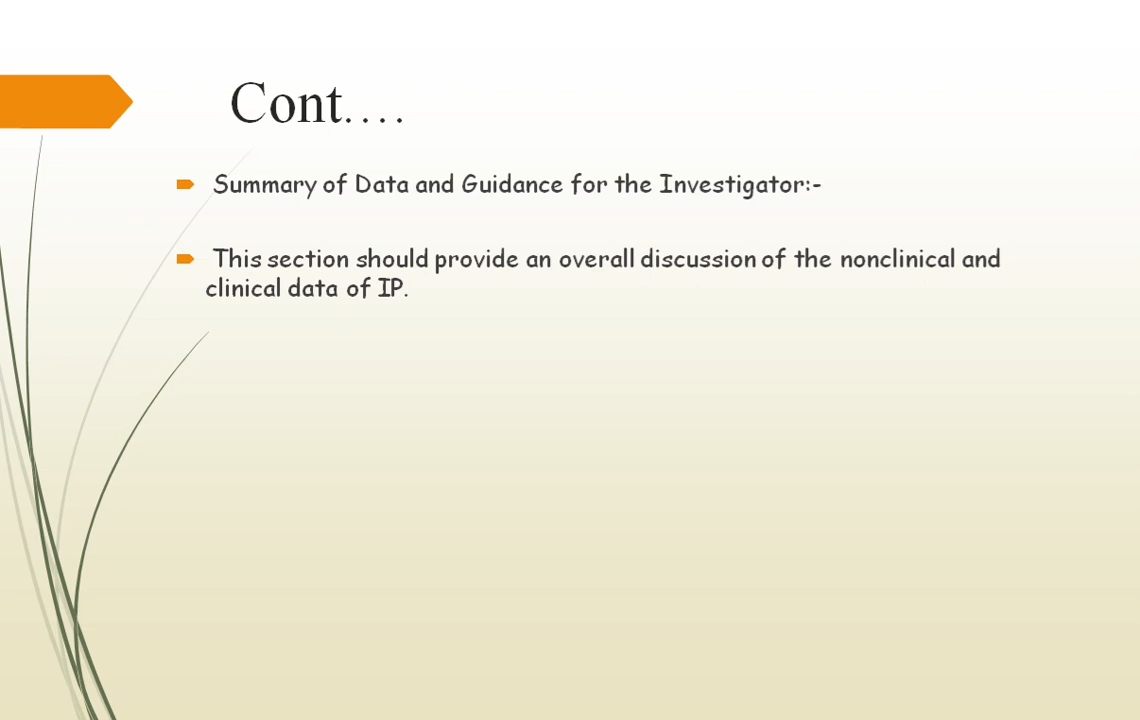 Cont....
Summary of Data and Guidance for the Investigator:-
This section should provide an overall discussion of the nonclinical and
clinical data of IP.